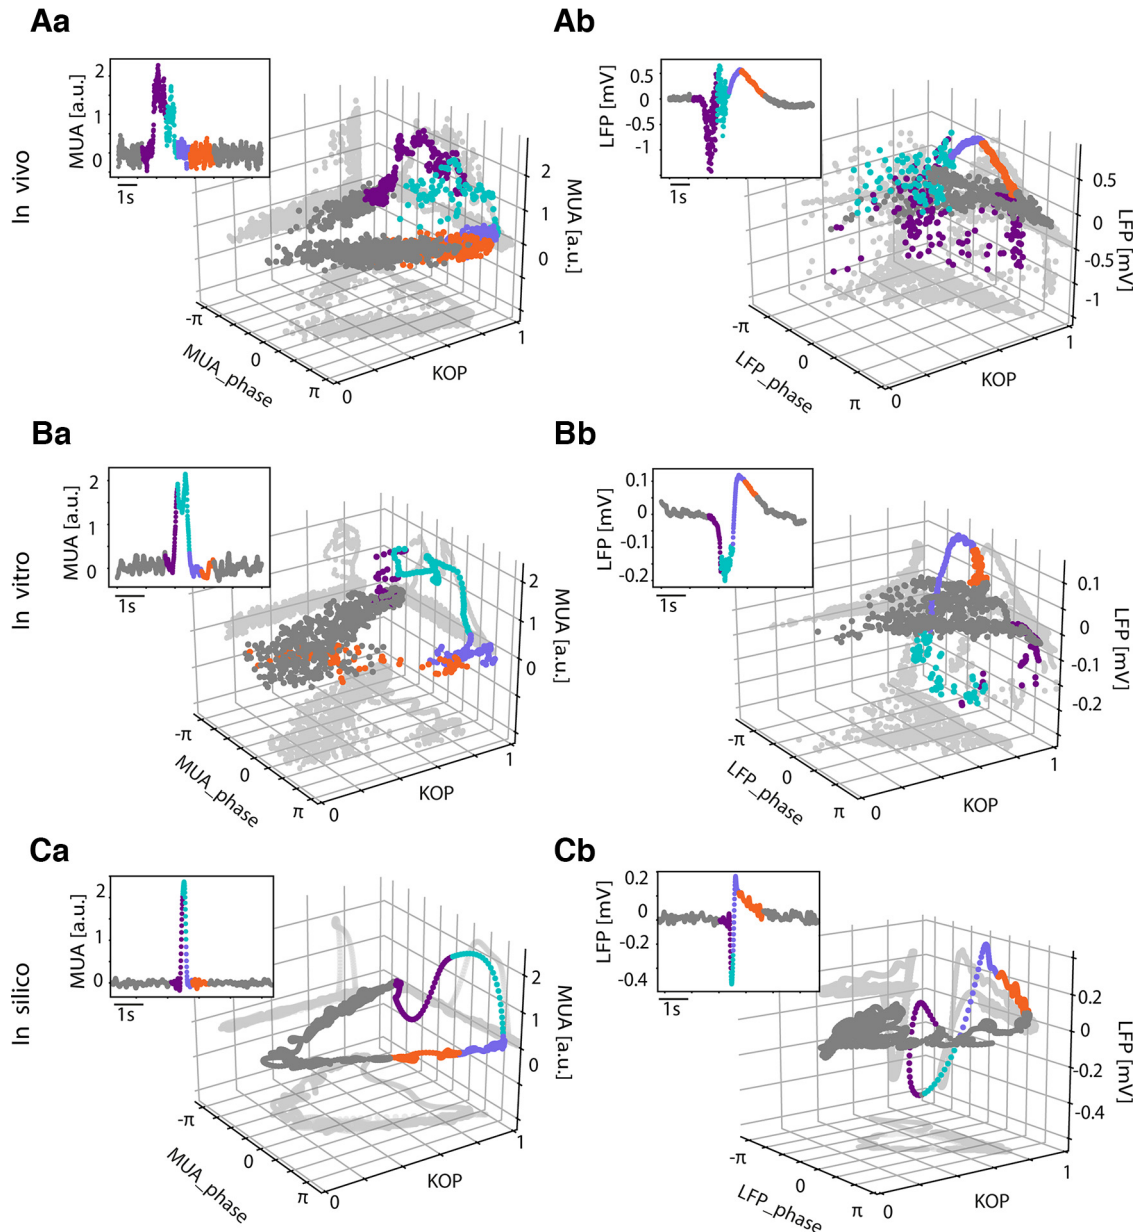 Aa
MUA [a.u.]
2
1
0
1s
In vivo
2
1
0
MUA [a.u.]
-π
0
π
MUA_phase
0
KOP
1
Ab
LFP [mV]
0.5
0
-0.5
-1
1s
0.5
0
-0.5
-1
LFP [mV]
-π
0
π
LFP_phase
0
KOP
1
Ba
MUA [a.u.]
2
1
0
1s
In vitro
2
1
0
MUA [a.u.]
-π
0
π
MUA_phase
0
KOP
1
Bb
LFP [mV]
0.1
0
-0.1
-0.2
1s
0.1
0
-0.1
-0.2
LFP [mV]
-π
0
π
LFP_phase
0
KOP
1
Ca
MUA [a.u.]
2
1
0
1s
In silico
2
1
0
MUA [a.u.]
-π
0
π
MUA_phase
0
KOP
1
Cb
LFP [mV]
0.2
0
-0.2
-0.4
1s
0.2
0
-0.2
-0.4
LFP [mV]
-π
0
π
LFP_phase
0
KOP
1